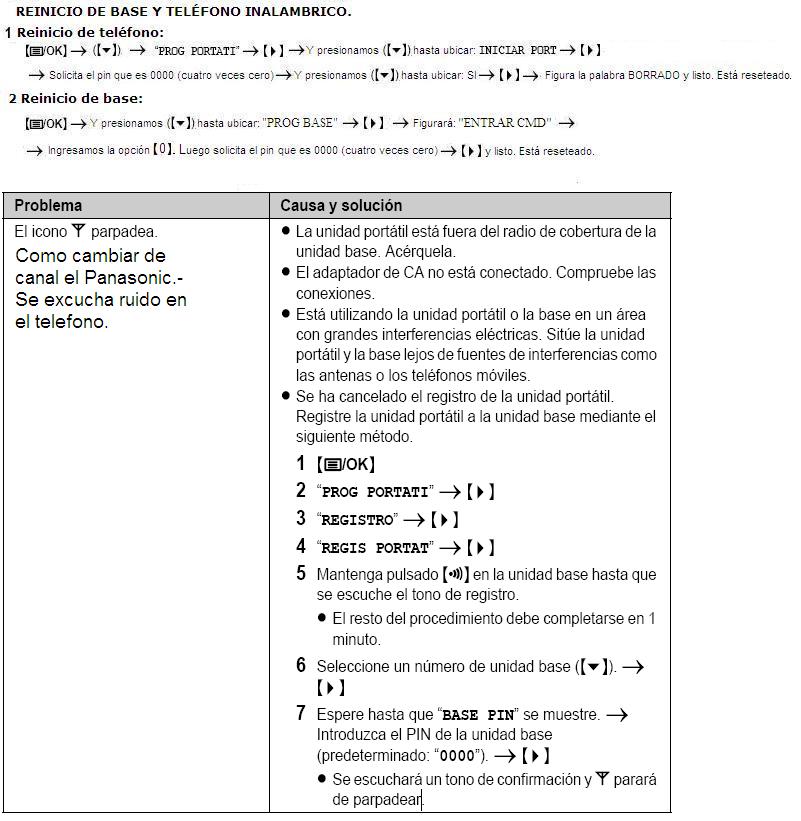 REINICIO DE BASE Y TELÉFONO INALAMBRICO.
1 Reinicio de teléfono:
【☰/OK】→ (【▼】) → "PROG PORTATI" →【▶】→Y presionamos (【▼】) hasta ubicar: INICIAR PORT→【▶】
→ Solicita el pin que es 0000 (cuatro veces cero)→Y presionamos (【▼】) hasta ubicar: SI→【▶】→ Figura la palabra BORRADO y listo. Está reseteado.
2 Reinicio de base:
【☰/OK】→Y presionamos (【▼】) hasta ubicar: "PROG BASE" →【▶】 → Figurará: "ENTRAR CMD" →
→ Ingresamos la opción【0】. Luego solicita el pin que es 0000 (cuatro veces cero)→【▶】y listo. Está reseteado.
Problema
Causa y solución
El icono parpadea.
Como cambiar de
canal el Panasonic.-
Se excucha ruido en
el telefono.
● La unidad portátil está fuera del radio de cobertura de la
unidad base. Acérquela.
● El adaptador de CA no está conectado. Compruebe las
conexiones.
● Está utilizando la unidad portátil o la base en un área
con grandes interferencias eléctricas. Sitúe la unidad
portátil y la base lejos de fuentes de interferencias como
las antenas o los teléfonos móviles.
● Se ha cancelado el registro de la unidad portátil.
Registre la unidad portátil a la unidad base mediante el
siguiente método.
1 【☰/OK】
2 "PROG PORTATI" →【▶】
3 "REGISTRO" →【▶】
4 "REGIS PORTAT" →【▶】
5 Mantenga pulsado【•)))】en la unidad base hasta que
se escuche el tono de registro.
● El resto del procedimiento debe completarse en 1
minuto.
6 Seleccione un número de unidad base (【▼】). →
【▶】
7 Espere hasta que "BASE PIN" se muestre. →
Introduzca el PIN de la unidad base
(predeterminado: "0000"). →【▶】
● Se escuchará un tono de confirmación y parará
de parpadear.